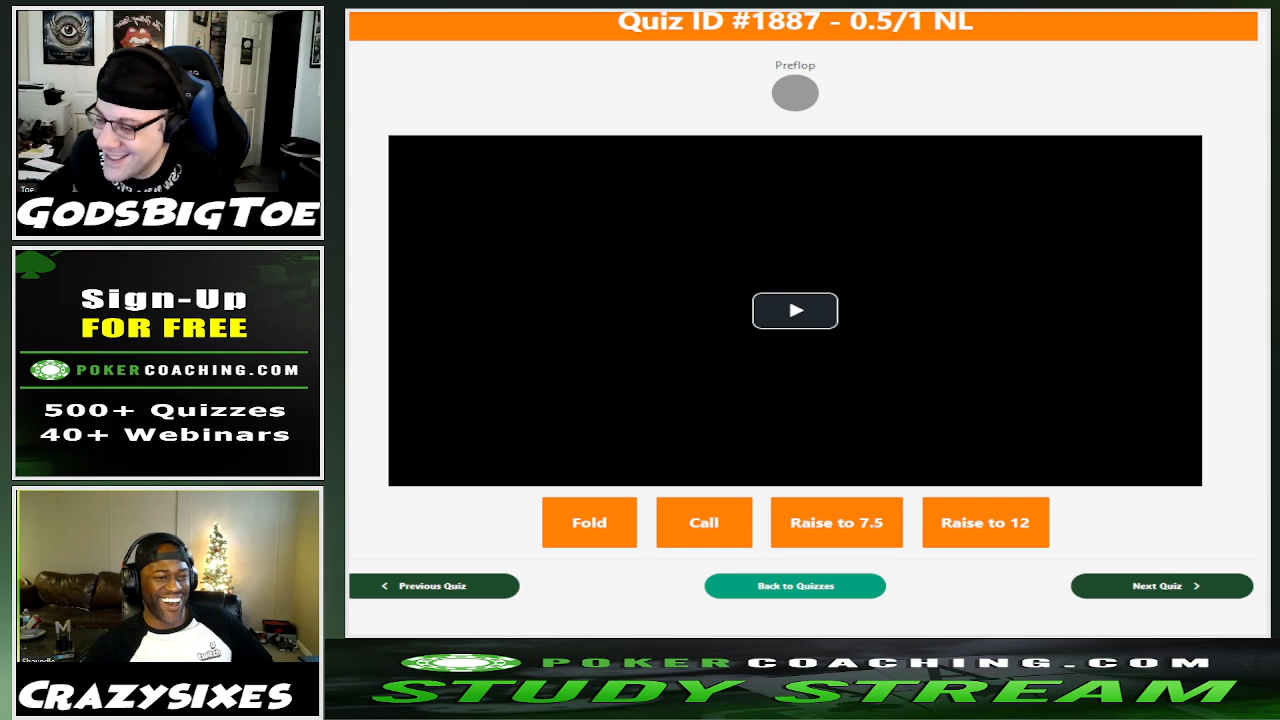 Toe
GODSBIGTOE
Sign-Up
FOR FREE
POKERCOACHING.COM
500+ Quizzes
40+ Webinars
CRAZYSIXES
Quiz ID #1887 - 0.5/1 NL
Preflop
Fold
Call
Raise to 7.5
Raise to 12
Previous Quiz
Back to Quizzes
Next Quiz
POKERCOACHING.COM
STUDY STREAM